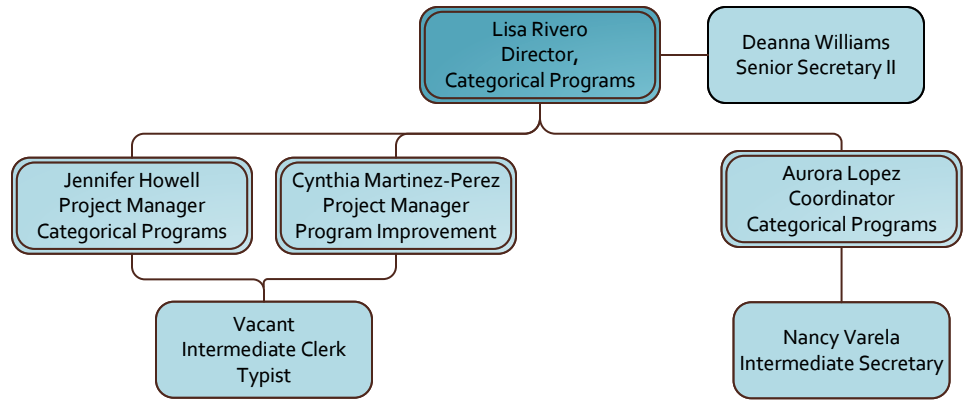 Lisa Rivero
Director,
Categorical Programs
Deanna Williams
Senior Secretary II
Jennifer Howell
Project Manager
Categorical Programs
Cynthia Martinez-Perez
Project Manager
Program Improvement
Aurora Lopez
Coordinator
Categorical Programs
Vacant
Intermediate Clerk
Typist
Nancy Varela
Intermediate Secretary